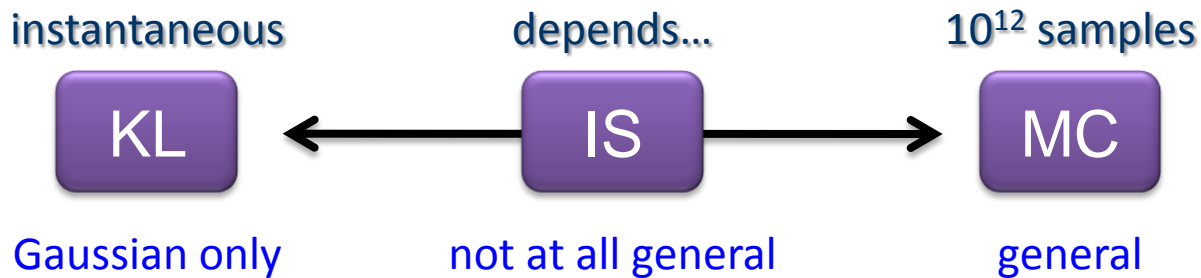 instantaneous depends... 10¹² samples
KL IS MC
Gaussian only not at all general general